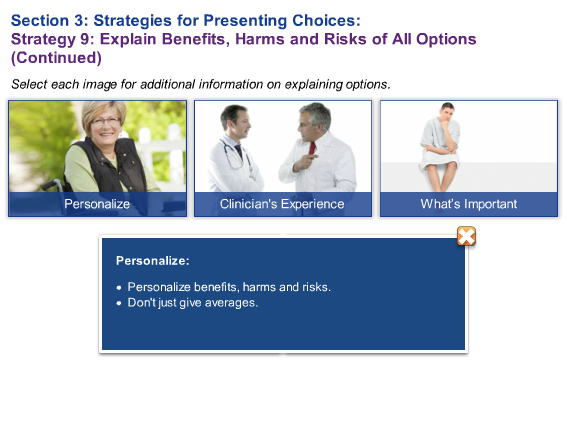 Section 3: Strategies for Presenting Choices:
Strategy 9: Explain Benefits, Harms and Risks of All Options
(Continued)
Select each image for additional information on explaining options.
Personalize
Clinician's Experience
What's Important
Personalize:
• Personalize benefits, harms and risks.
• Don't just give averages.